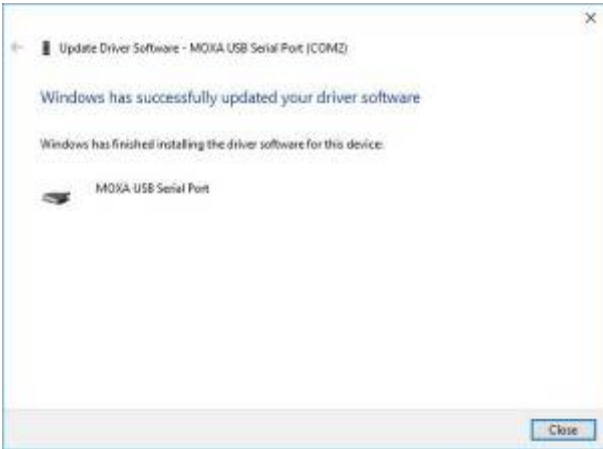 Update Driver Software - MOXA USB Serial Port (COM2)
Windows has successfully updated your driver software
Windows has finished installing the driver software for this device:
MOXA USB Serial Port
Close